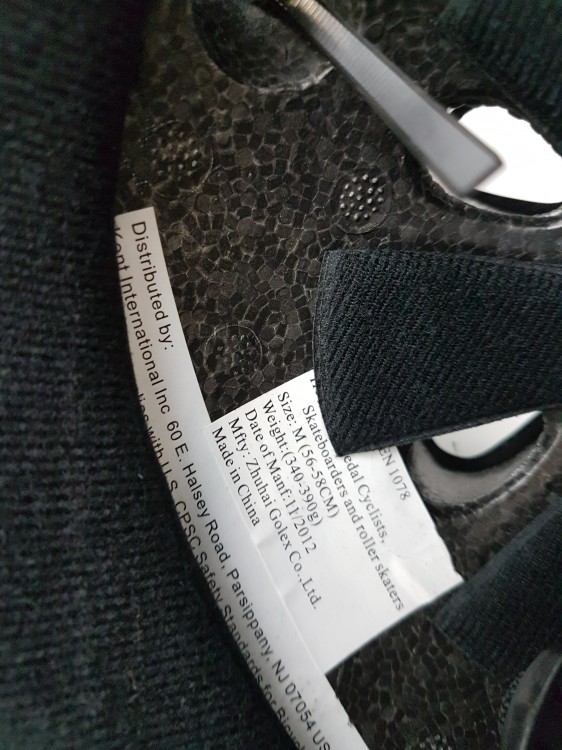 Distributed by:
Kent International Inc 60 E. Halsey Road, Parsippany, NJ 07054 US
with U.S. CPSC Safety Standards for
EN 1078
Cyclists,
Skateboarders and roller skaters
Size: M (56-58CM)
Weight:(340-390g)
Date of Manf:11/2012
Mfty: Zhuhai Golex Co.,Ltd.
Made in China